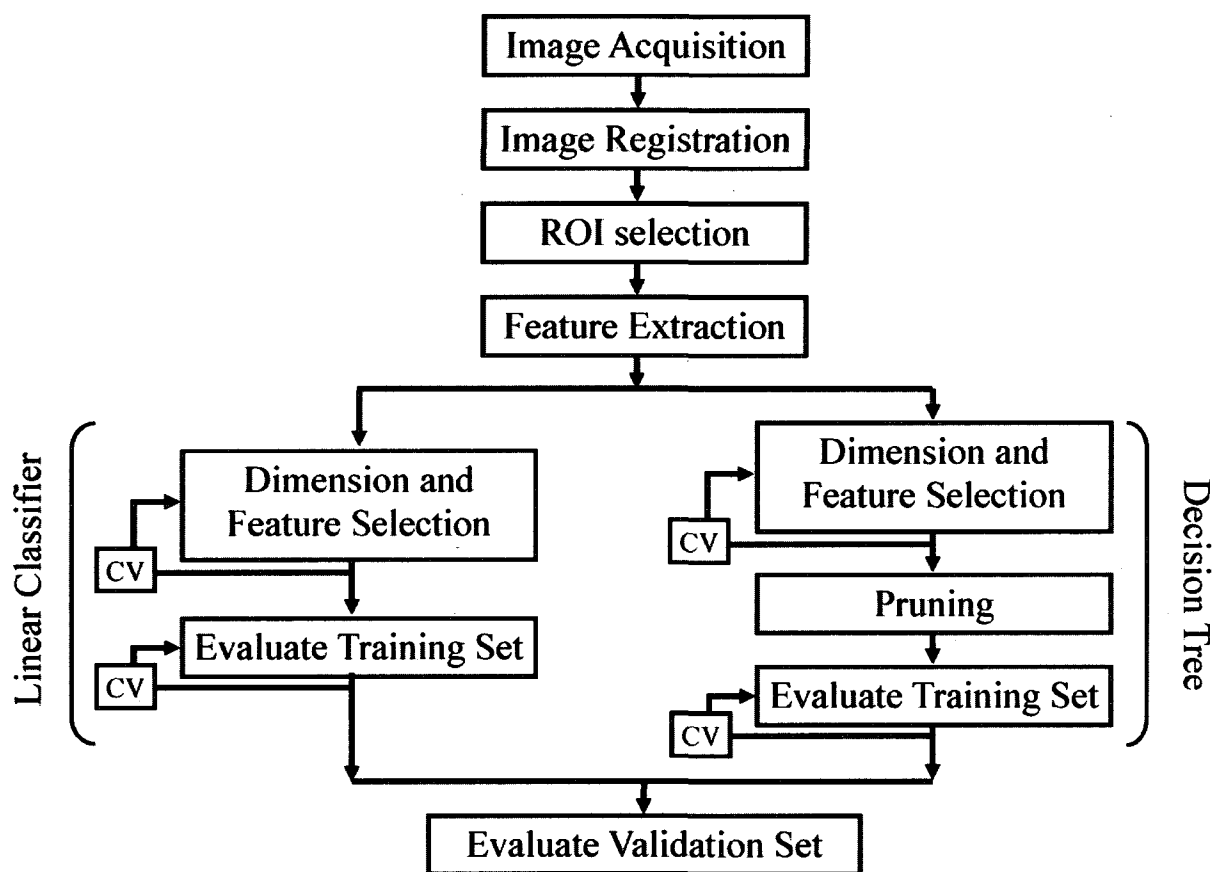 Image Acquisition
Image Registration
ROI selection
Feature Extraction
Linear Classifier
Dimension and
Feature Selection
CV
Evaluate Training Set
CV
Decision Tree
Dimension and
Feature Selection
CV
Pruning
Evaluate Training Set
CV
Evaluate Validation Set